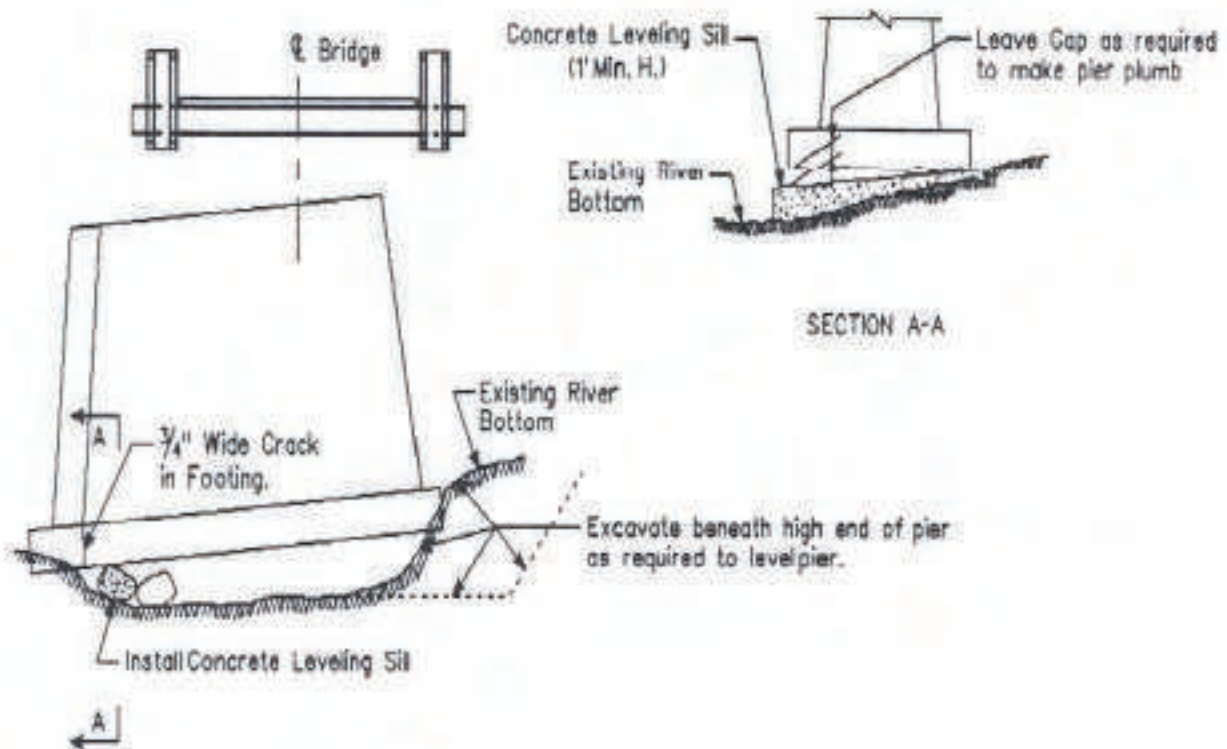 ℄ Bridge
Concrete Leveling Sill
(1' Min. H.)
Leave Gap as required
to make pier plumb
Existing River
Bottom
SECTION A-A
Existing River
Bottom
A
3/4" Wide Crack
in Footing.
Excavate beneath high end of pier
as required to level pier.
Install Concrete Leveling Sill
A